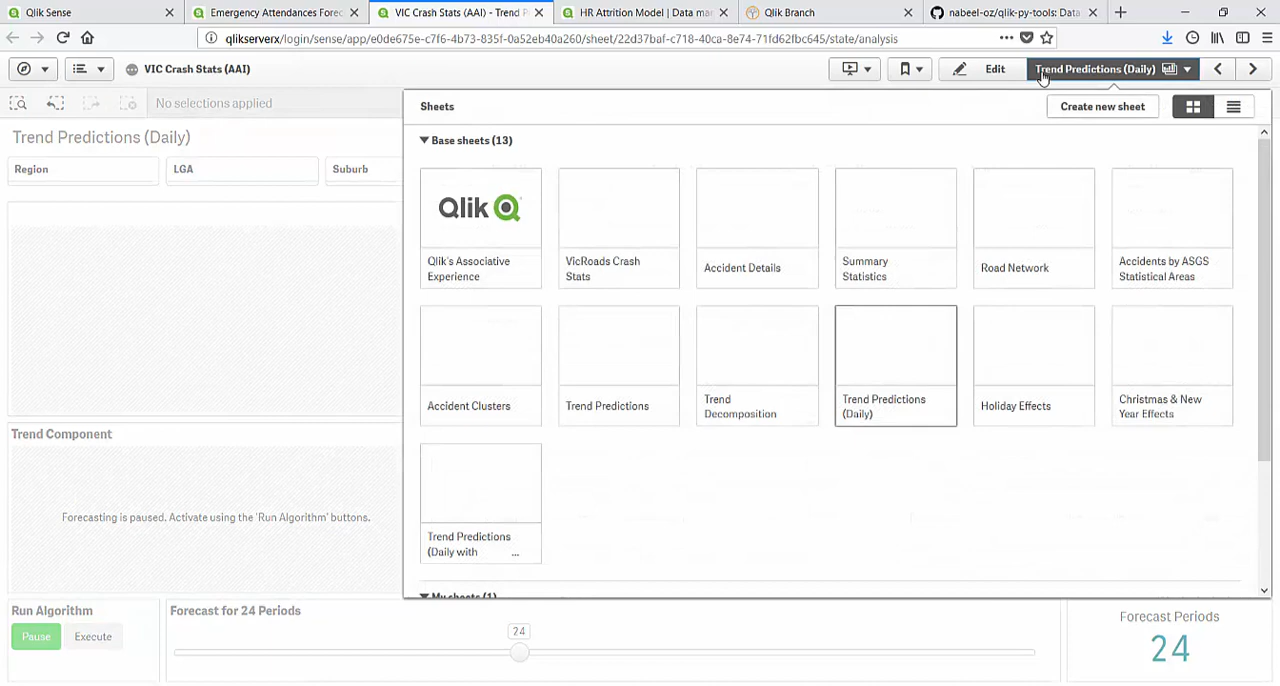 Qlik Sense
Emergency Attendances Forec
VIC Crash Stats (AAI) - Trend P
HR Attrition Model | Data man
Qlik Branch
nabeel-oz/qlik-py-tools: Data
qlikserverx/login/sense/app/e0de675e-c7f6-4b73-835f-0a52eb40a260/sheet/22d37baf-c718-40ca-8e74-71fd62fbc645/state/analysis
VIC Crash Stats (AAI)
Edit
Trend Predictions (Daily)
No selections applied
Sheets
Create new sheet
Trend Predictions (Daily)
Region
LGA
Suburb
Base sheets (13)
Qlik
Qlik's Associative
Experience
VicRoads Crash
Stats
Accident Details
Summary
Statistics
Road Network
Accidents by ASGS
Statistical Areas
Accident Clusters
Trend Predictions
Trend
Decomposition
Trend Predictions
(Daily)
Holiday Effects
Christmas & New
Year Effects
Trend Predictions
(Daily with ...
My sheets (1)
Trend Component
Forecasting is paused. Activate using the 'Run Algorithm' buttons.
Run Algorithm
Pause
Execute
Forecast for 24 Periods
24
Forecast Periods
24